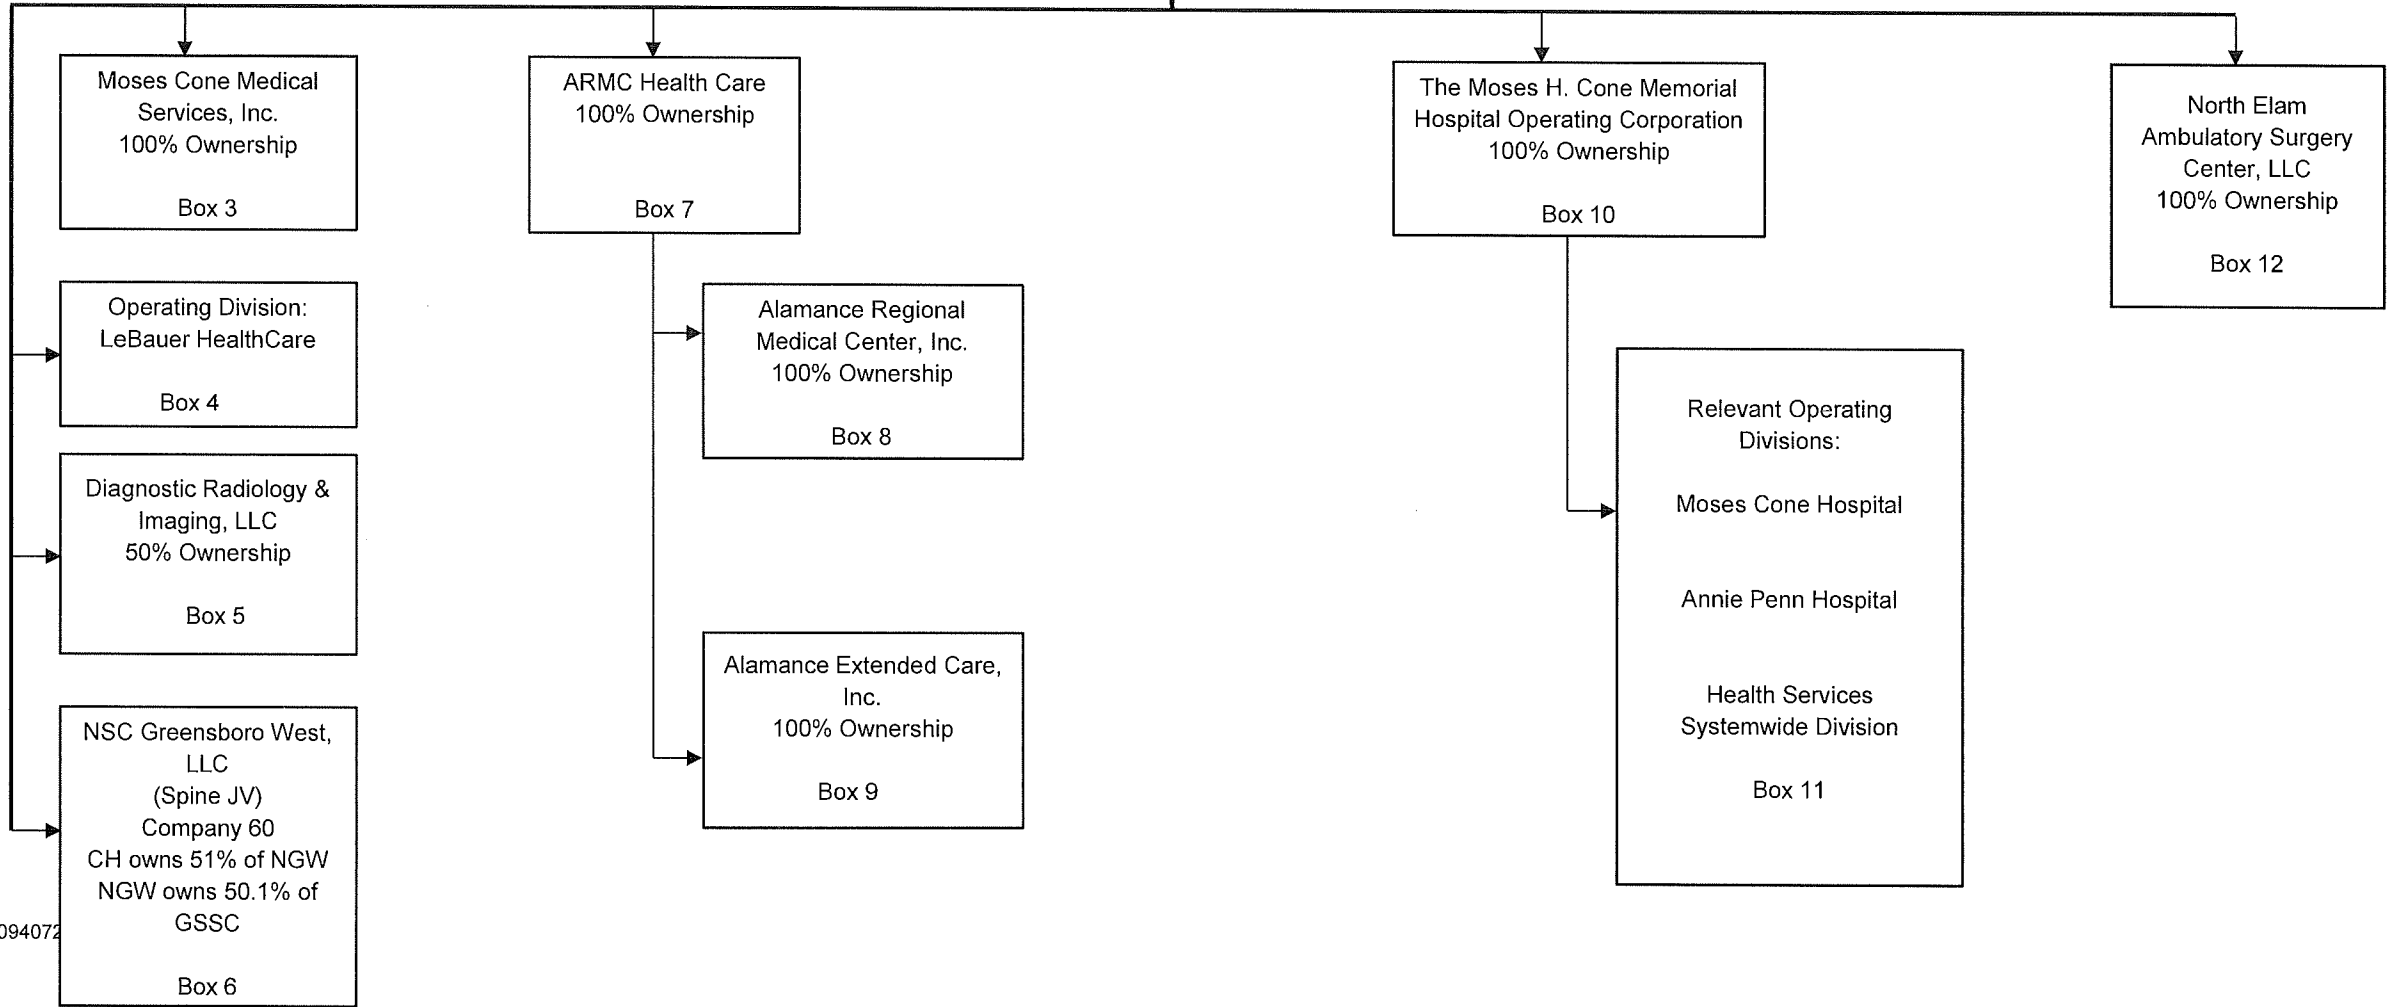 Moses Cone Medical
Services, Inc.
100% Ownership
Box 3
Operating Division:
LeBauer HealthCare
Box 4
Diagnostic Radiology &
Imaging, LLC
50% Ownership
Box 5
NSC Greensboro West,
LLC
(Spine JV)
Company 60
CH owns 51% of NGW
NGW owns 50.1% of
GSSC
Box 6
094072
ARMC Health Care
100% Ownership
Box 7
Alamance Regional
Medical Center, Inc.
100% Ownership
Box 8
Alamance Extended Care,
Inc.
100% Ownership
Box 9
The Moses H. Cone Memorial
Hospital Operating Corporation
100% Ownership
Box 10
Relevant Operating
Divisions:
Moses Cone Hospital
Annie Penn Hospital
Health Services
Systemwide Division
Box 11
North Elam
Ambulatory Surgery
Center, LLC
100% Ownership
Box 12